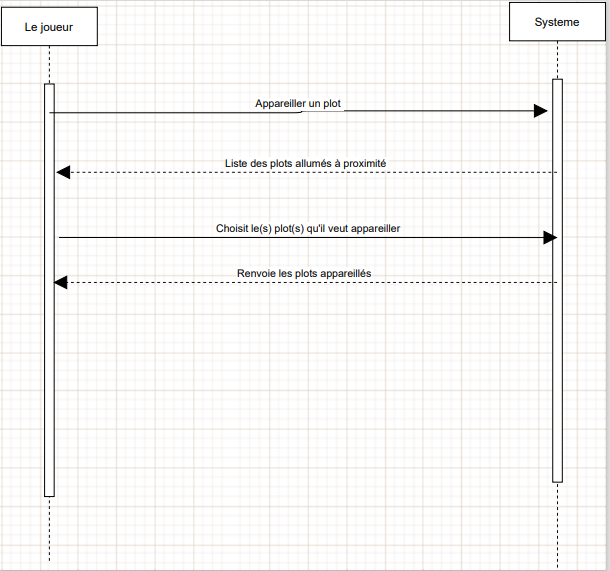 Le joueur
Systeme
Appareiller un plot
Liste des plots allumés à proximité
Choisit le(s) plot(s) qu'il veut appareiller
Renvoie les plots appareillés